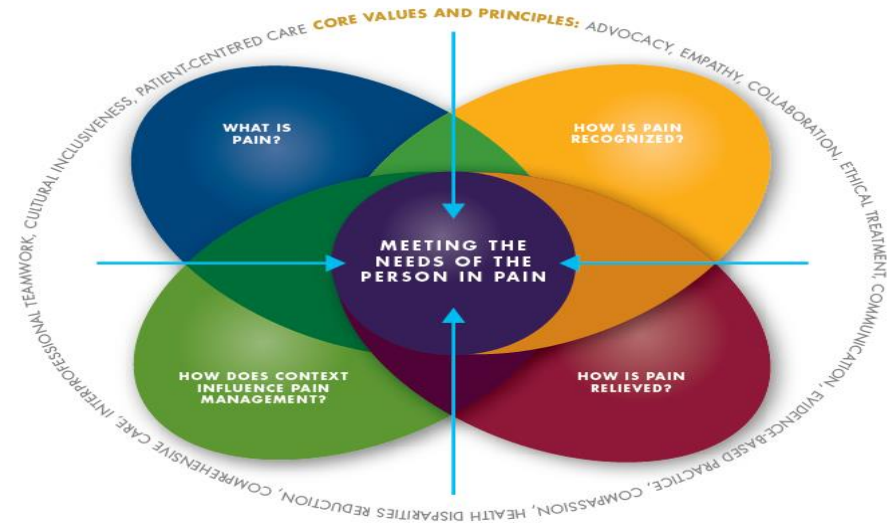 CORE VALUES AND PRINCIPLES: ADVOCACY, EMPATHY, COLLABORATION, ETHICAL TREATMENT, COMMUNICATION, EVIDENCE-BASED PRACTICE, COMPASSION, HEALTH DISPARITIES REDUCTION, COMPREHENSIVE CARE, INTERPROFESSIONAL TEAMWORK, CULTURAL INCLUSIVENESS, PATIENT-CENTERED CARE
WHAT IS
PAIN?
HOW IS PAIN
RECOGNIZED?
MEETING THE
NEEDS OF THE
PERSON IN PAIN
HOW DOES CONTEXT
INFLUENCE PAIN
MANAGEMENT?
HOW IS PAIN
RELIEVED?